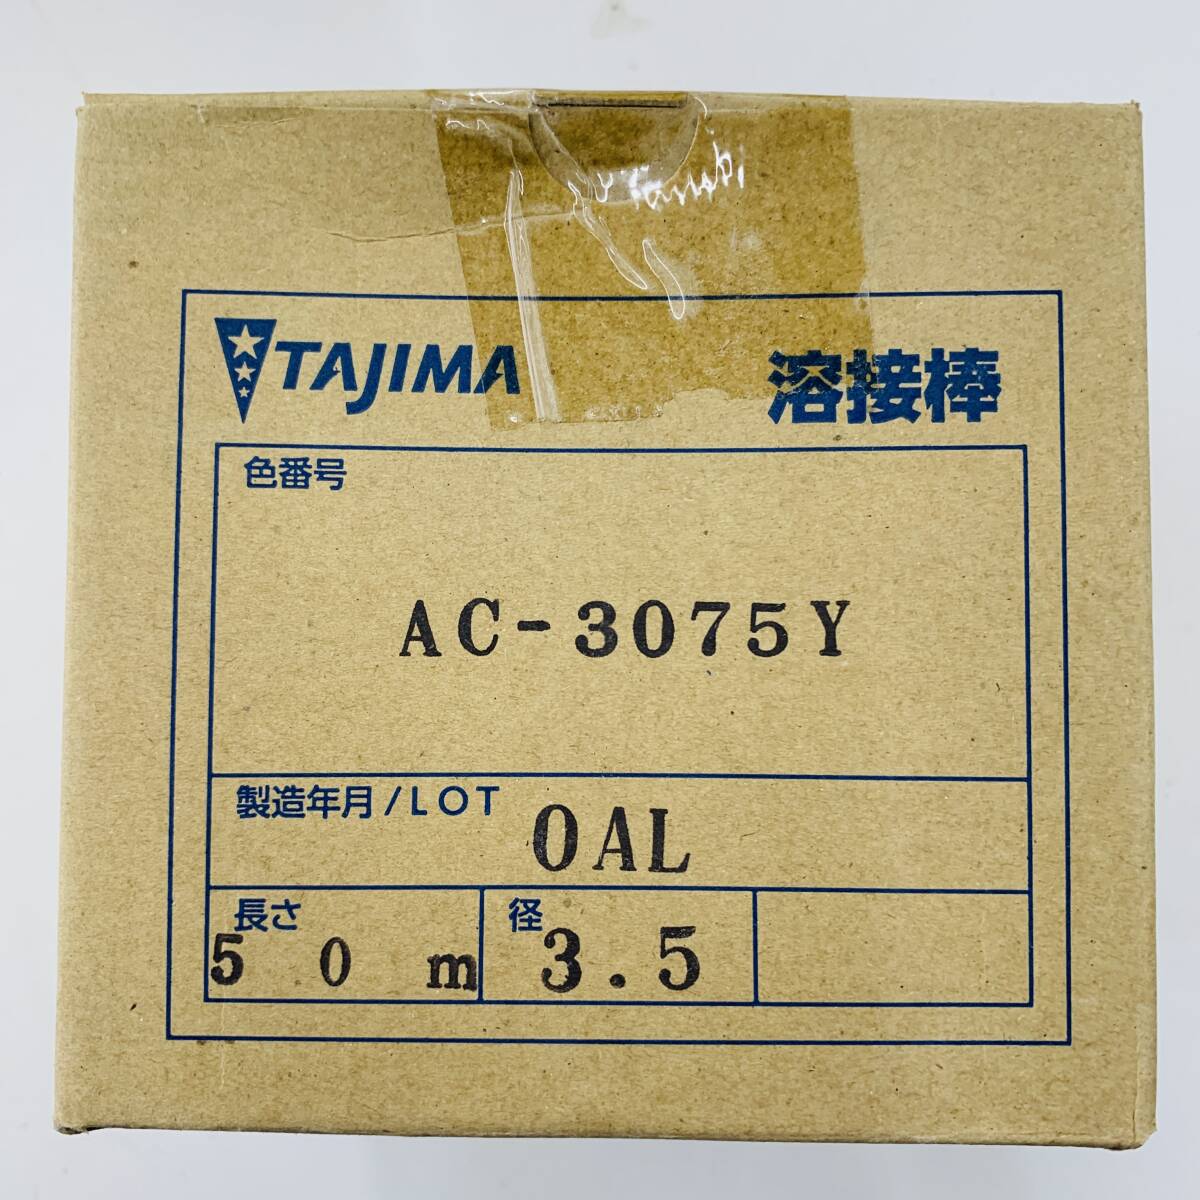 TAJIMA 溶接棒
色番号
AC-3075Y
製造年月/LOT 0AL
長さ 径
50m 3.5